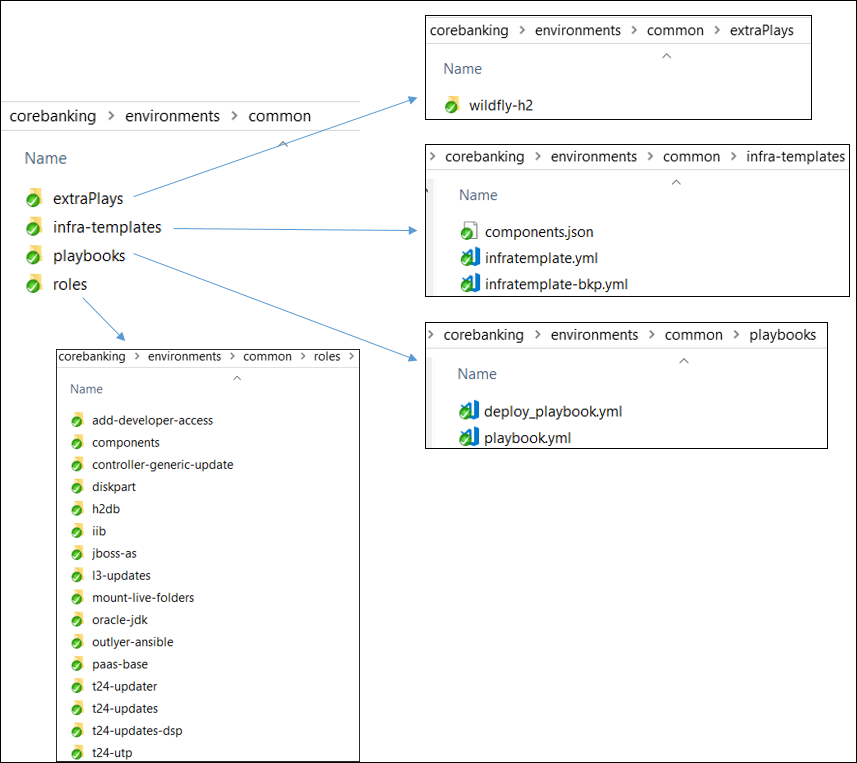 corebanking > environments > common
Name
extraPlays
infra-templates
playbooks
roles
corebanking > environments > common > extraPlays
Name
wildfly-h2
> corebanking > environments > common > infra-templates
Name
components.json
infratemplate.yml
infratemplate-bkp.yml
> corebanking > environments > common > playbooks
Name
deploy_playbook.yml
playbook.yml
corebanking > environments > common > roles >
Name
add-developer-access
components
controller-generic-update
diskpart
h2db
iib
jboss-as
l3-updates
mount-live-folders
oracle-jdk
outlyer-ansible
paas-base
t24-updater
t24-updates
t24-updates-dsp
t24-utp